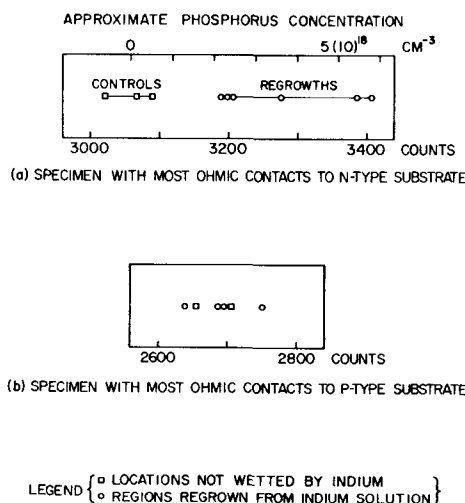 APPROXIMATE PHOSPHORUS CONCENTRATION
0 5(10)¹⁸ CM⁻³
CONTROLS REGROWTHS
3000 3200 3400 COUNTS
(a) SPECIMEN WITH MOST OHMIC CONTACTS TO N-TYPE SUBSTRATE
2600 2800 COUNTS
(b) SPECIMEN WITH MOST OHMIC CONTACTS TO P-TYPE SUBSTRATE
LEGEND { □ LOCATIONS NOT WETTED BY INDIUM
○ REGIONS REGROWN FROM INDIUM SOLUTION }